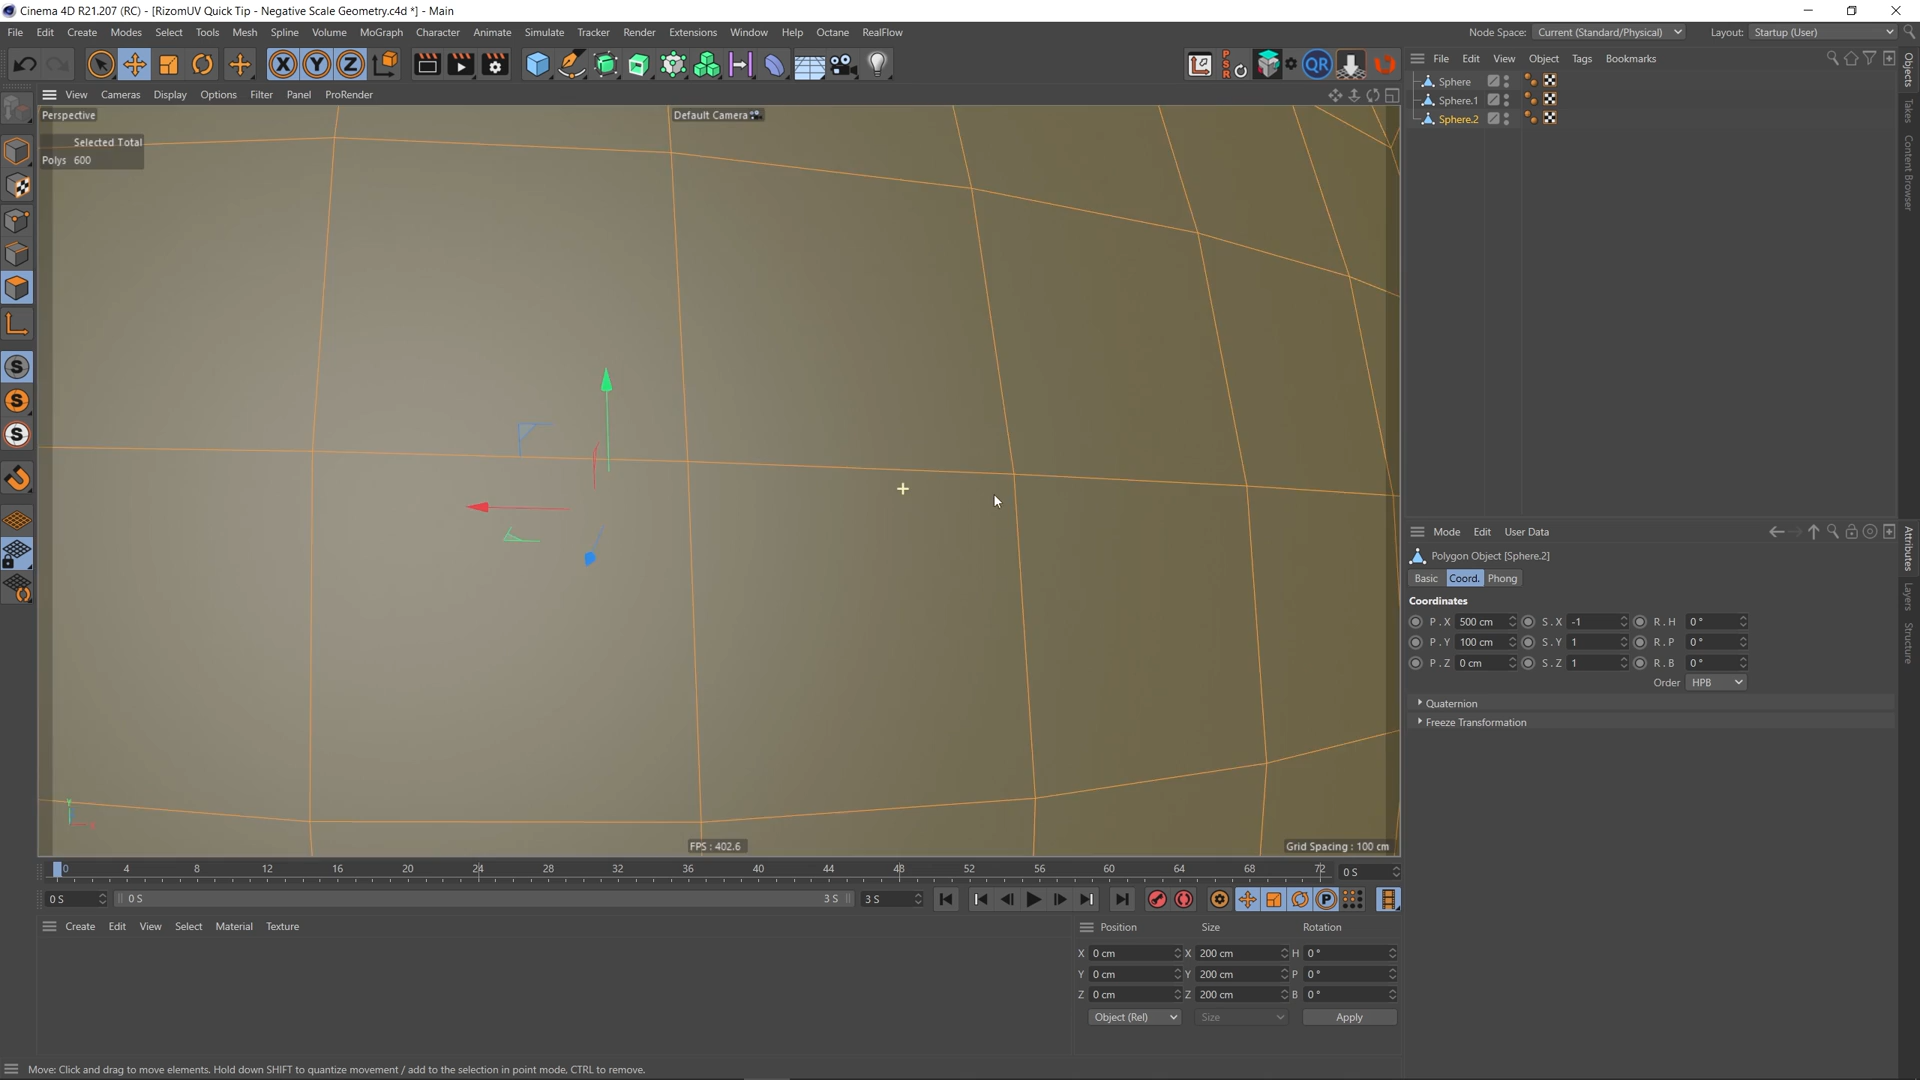 Cinema 4D R21.207 (RC) - [RizomUV Quick Tip - Negative Scale Geometry.c4d *] - Main
File Edit Create Modes Select Tools Mesh Spline Volume MoGraph Character Animate Simulate Tracker Render Extensions Window Help Octane RealFlow Node Space: Current (Standard/Physical) Layout: Startup (User)
X Y Z PSR QR File Edit View Object Tags Bookmarks
View Cameras Display Options Filter Panel ProRender
Perspective Default Camera
Selected Total
Polys 600
Sphere
Sphere.1
Sphere.2
Objects
Takes
Content Browser
Attributes
Layers
Structure
S
S
S
Mode Edit User Data
Polygon Object [Sphere.2]
Basic Coord. Phong
Coordinates
P . X 500 cm S . X -1 R . H 0 °
P . Y 100 cm S . Y 1 R . P 0 °
P . Z 0 cm S . Z 1 R . B 0 °
Order HPB
Quaternion
Freeze Transformation
Y
FPS : 402.6 Grid Spacing : 100 cm
0 4 8 12 16 20 24 28 32 36 40 44 48 52 56 60 64 68 72 0 S
0 S 0 S 3 S 3 S P
Create Edit View Select Material Texture
Position Size Rotation
X 0 cm X 200 cm H 0 °
Y 0 cm Y 200 cm P 0 °
Z 0 cm Z 200 cm B 0 °
Object (Rel) Size Apply
Move: Click and drag to move elements. Hold down SHIFT to quantize movement / add to the selection in point mode, CTRL to remove.